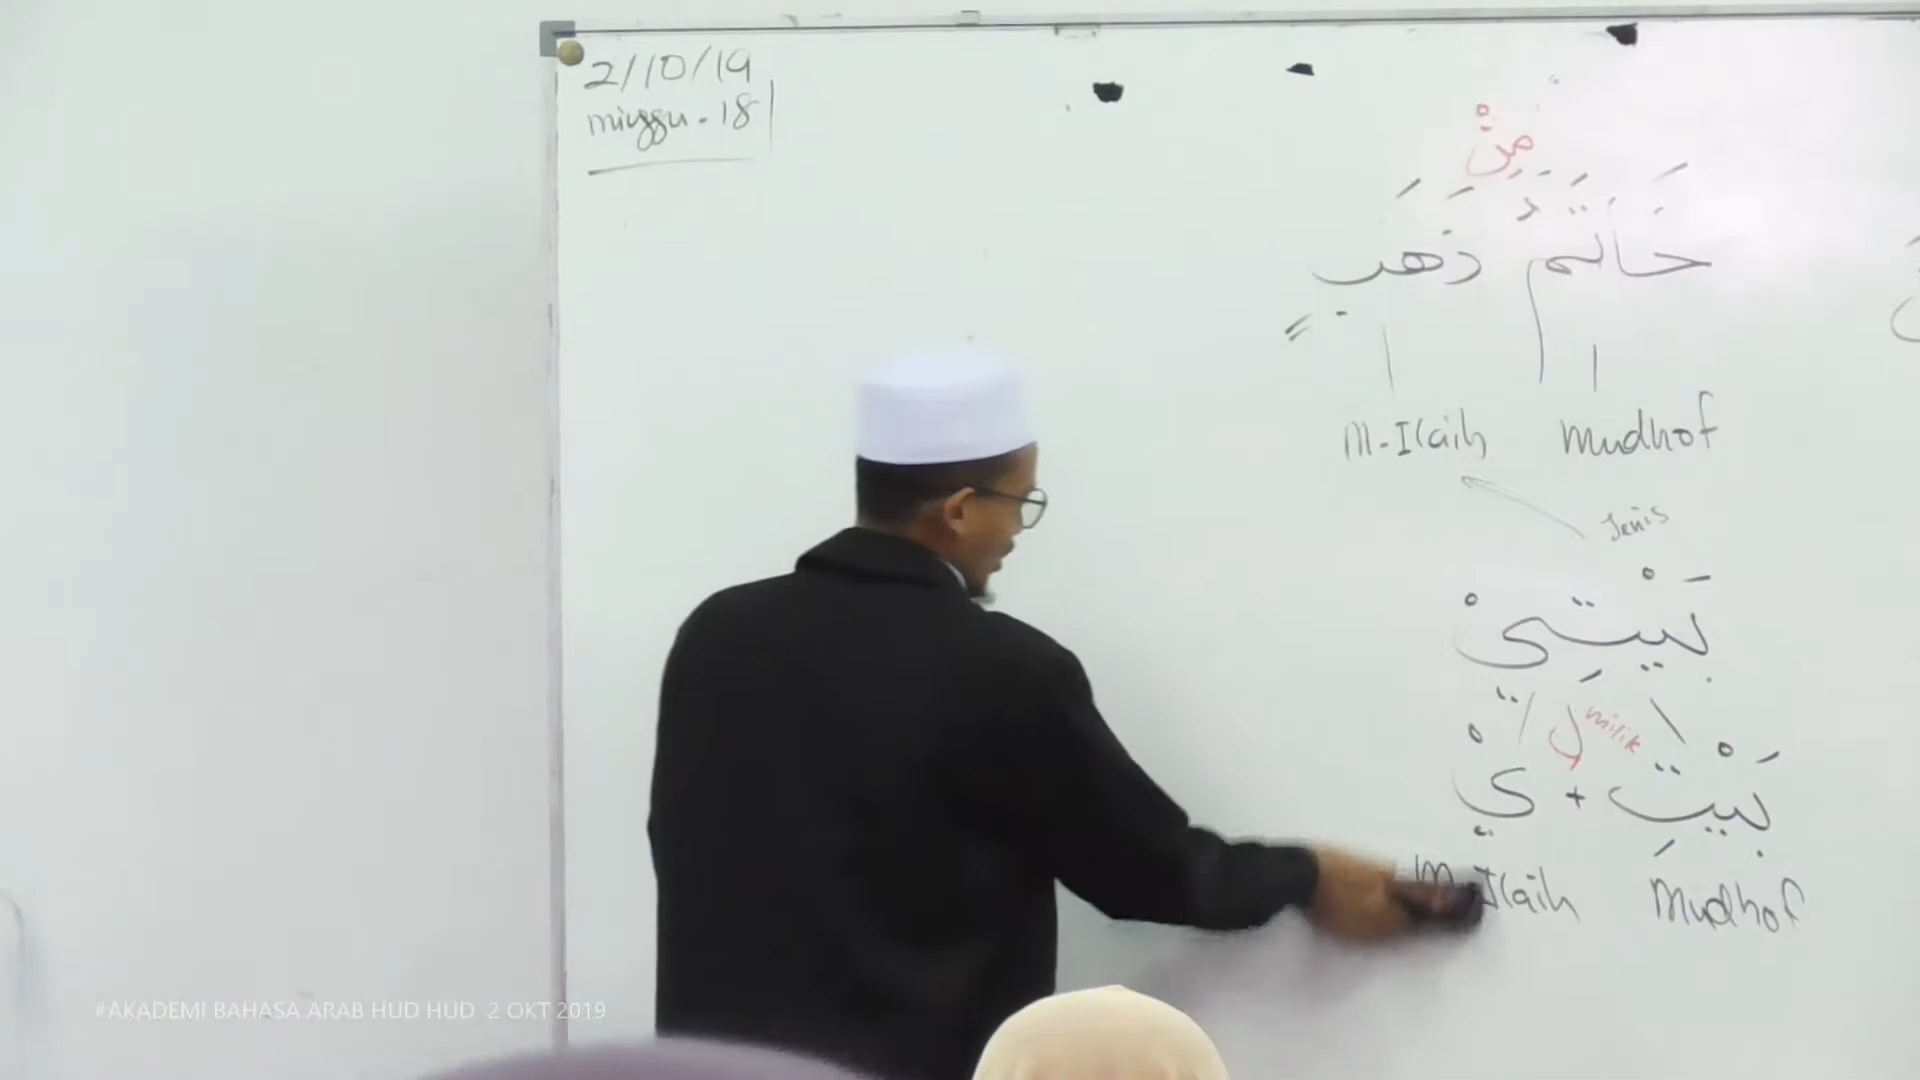 2/10/19
minggu - 18
مِنْ
خَاتَمُ ذَهَبٍ
M-Ilaih Mudhof
Jenis
بَيْتِيْ
لِ milik
بَيْتِ + يْ
M-Ilaih Mudhof
#AKADEMI BAHASA ARAB HUD HUD 2 OKT 2019